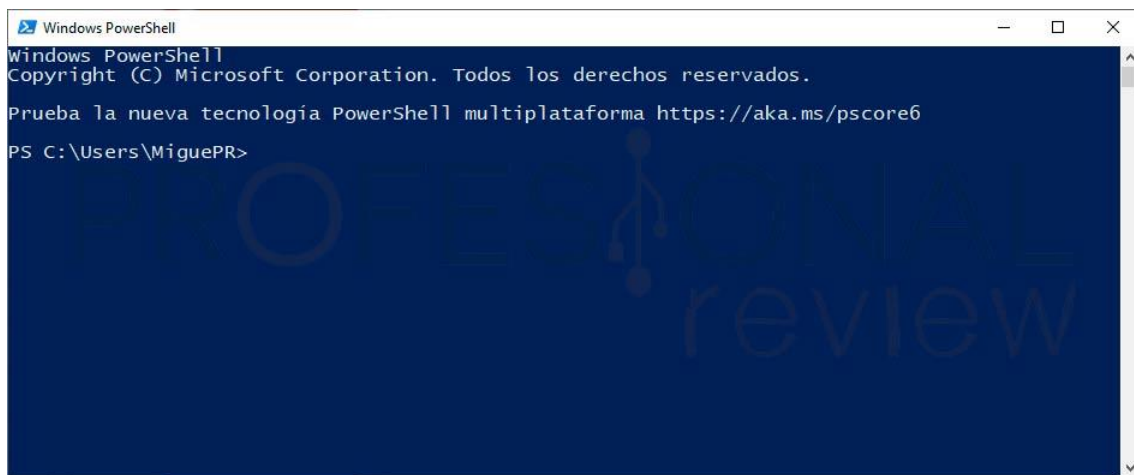 Windows PowerShell
Windows PowerShell
Copyright (C) Microsoft Corporation. Todos los derechos reservados.
Prueba la nueva tecnología PowerShell multiplataforma https://aka.ms/pscore6
PS C:\Users\MiguePR>
PROFESIONAL
review